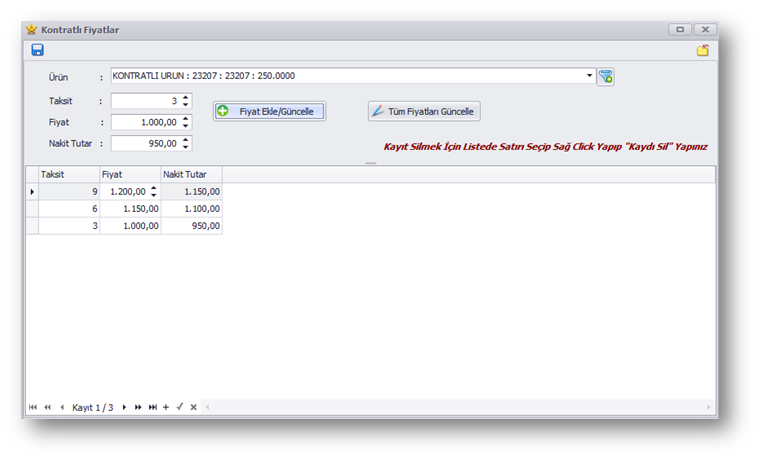 Kontratlı Fiyatlar
Ürün : KONTRATLI URUN : 23207 : 23207 : 250.0000
Taksit : 3
Fiyat : 1.000,00
Nakit Tutar : 950,00
Fiyat Ekle/Güncelle
Tüm Fiyatları Güncelle
Kayıt Silmek İçin Listede Satırı Seçip Sağ Click Yapıp "Kaydı Sil" Yapınız
Taksit Fiyat Nakit Tutar
9 1.200,00 1.150,00
6 1.150,00 1.100,00
3 1.000,00 950,00
Kayıt 1 / 3